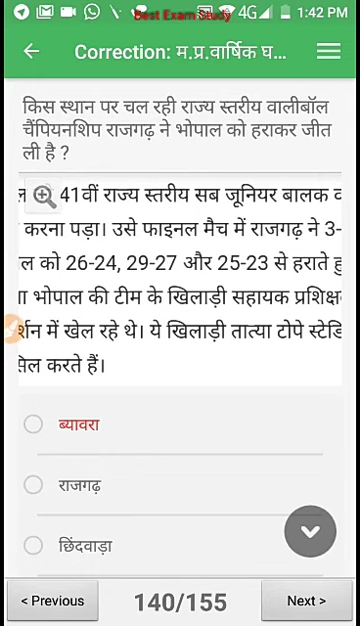 Best Exam Study
4G
1:42 PM
Correction: म.प्र.वार्षिक घ...
किस स्थान पर चल रही राज्य स्तरीय वालीबॉल
चैंपियनशिप राजगढ़ ने भोपाल को हराकर जीत
ली है ?
41वीं राज्य स्तरीय सब जूनियर बालक व
करना पड़ा। उसे फाइनल मैच में राजगढ़ ने 3-
ल को 26-24, 29-27 और 25-23 से हराते हु
भोपाल की टीम के खिलाड़ी सहायक प्रशिक्ष
र्शन में खेल रहे थे। ये खिलाड़ी तात्या टोपे स्टेडि
सिल करते हैं।
ब्यावरा
राजगढ़
छिंदवाड़ा
< Previous
140/155
Next >